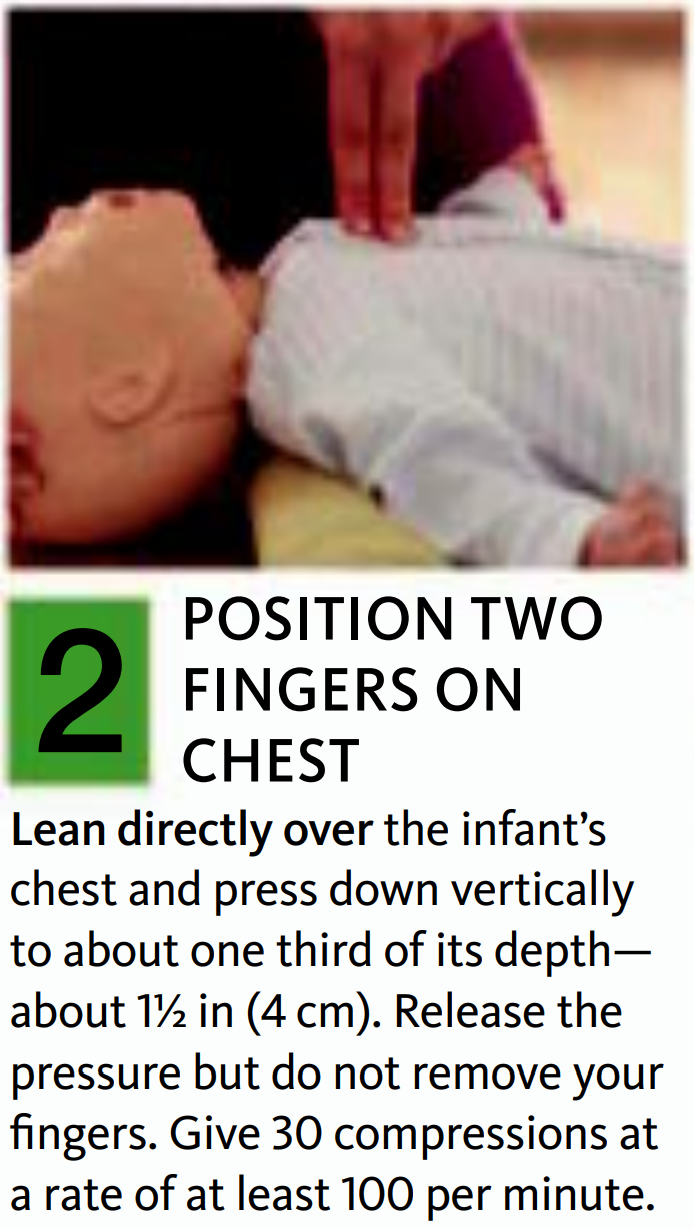 2
POSITION TWO
FINGERS ON
CHEST
Lean directly over the infant’s
chest and press down vertically
to about one third of its depth—
about 1½ in (4 cm). Release the
pressure but do not remove your
fingers. Give 30 compressions at
a rate of at least 100 per minute.